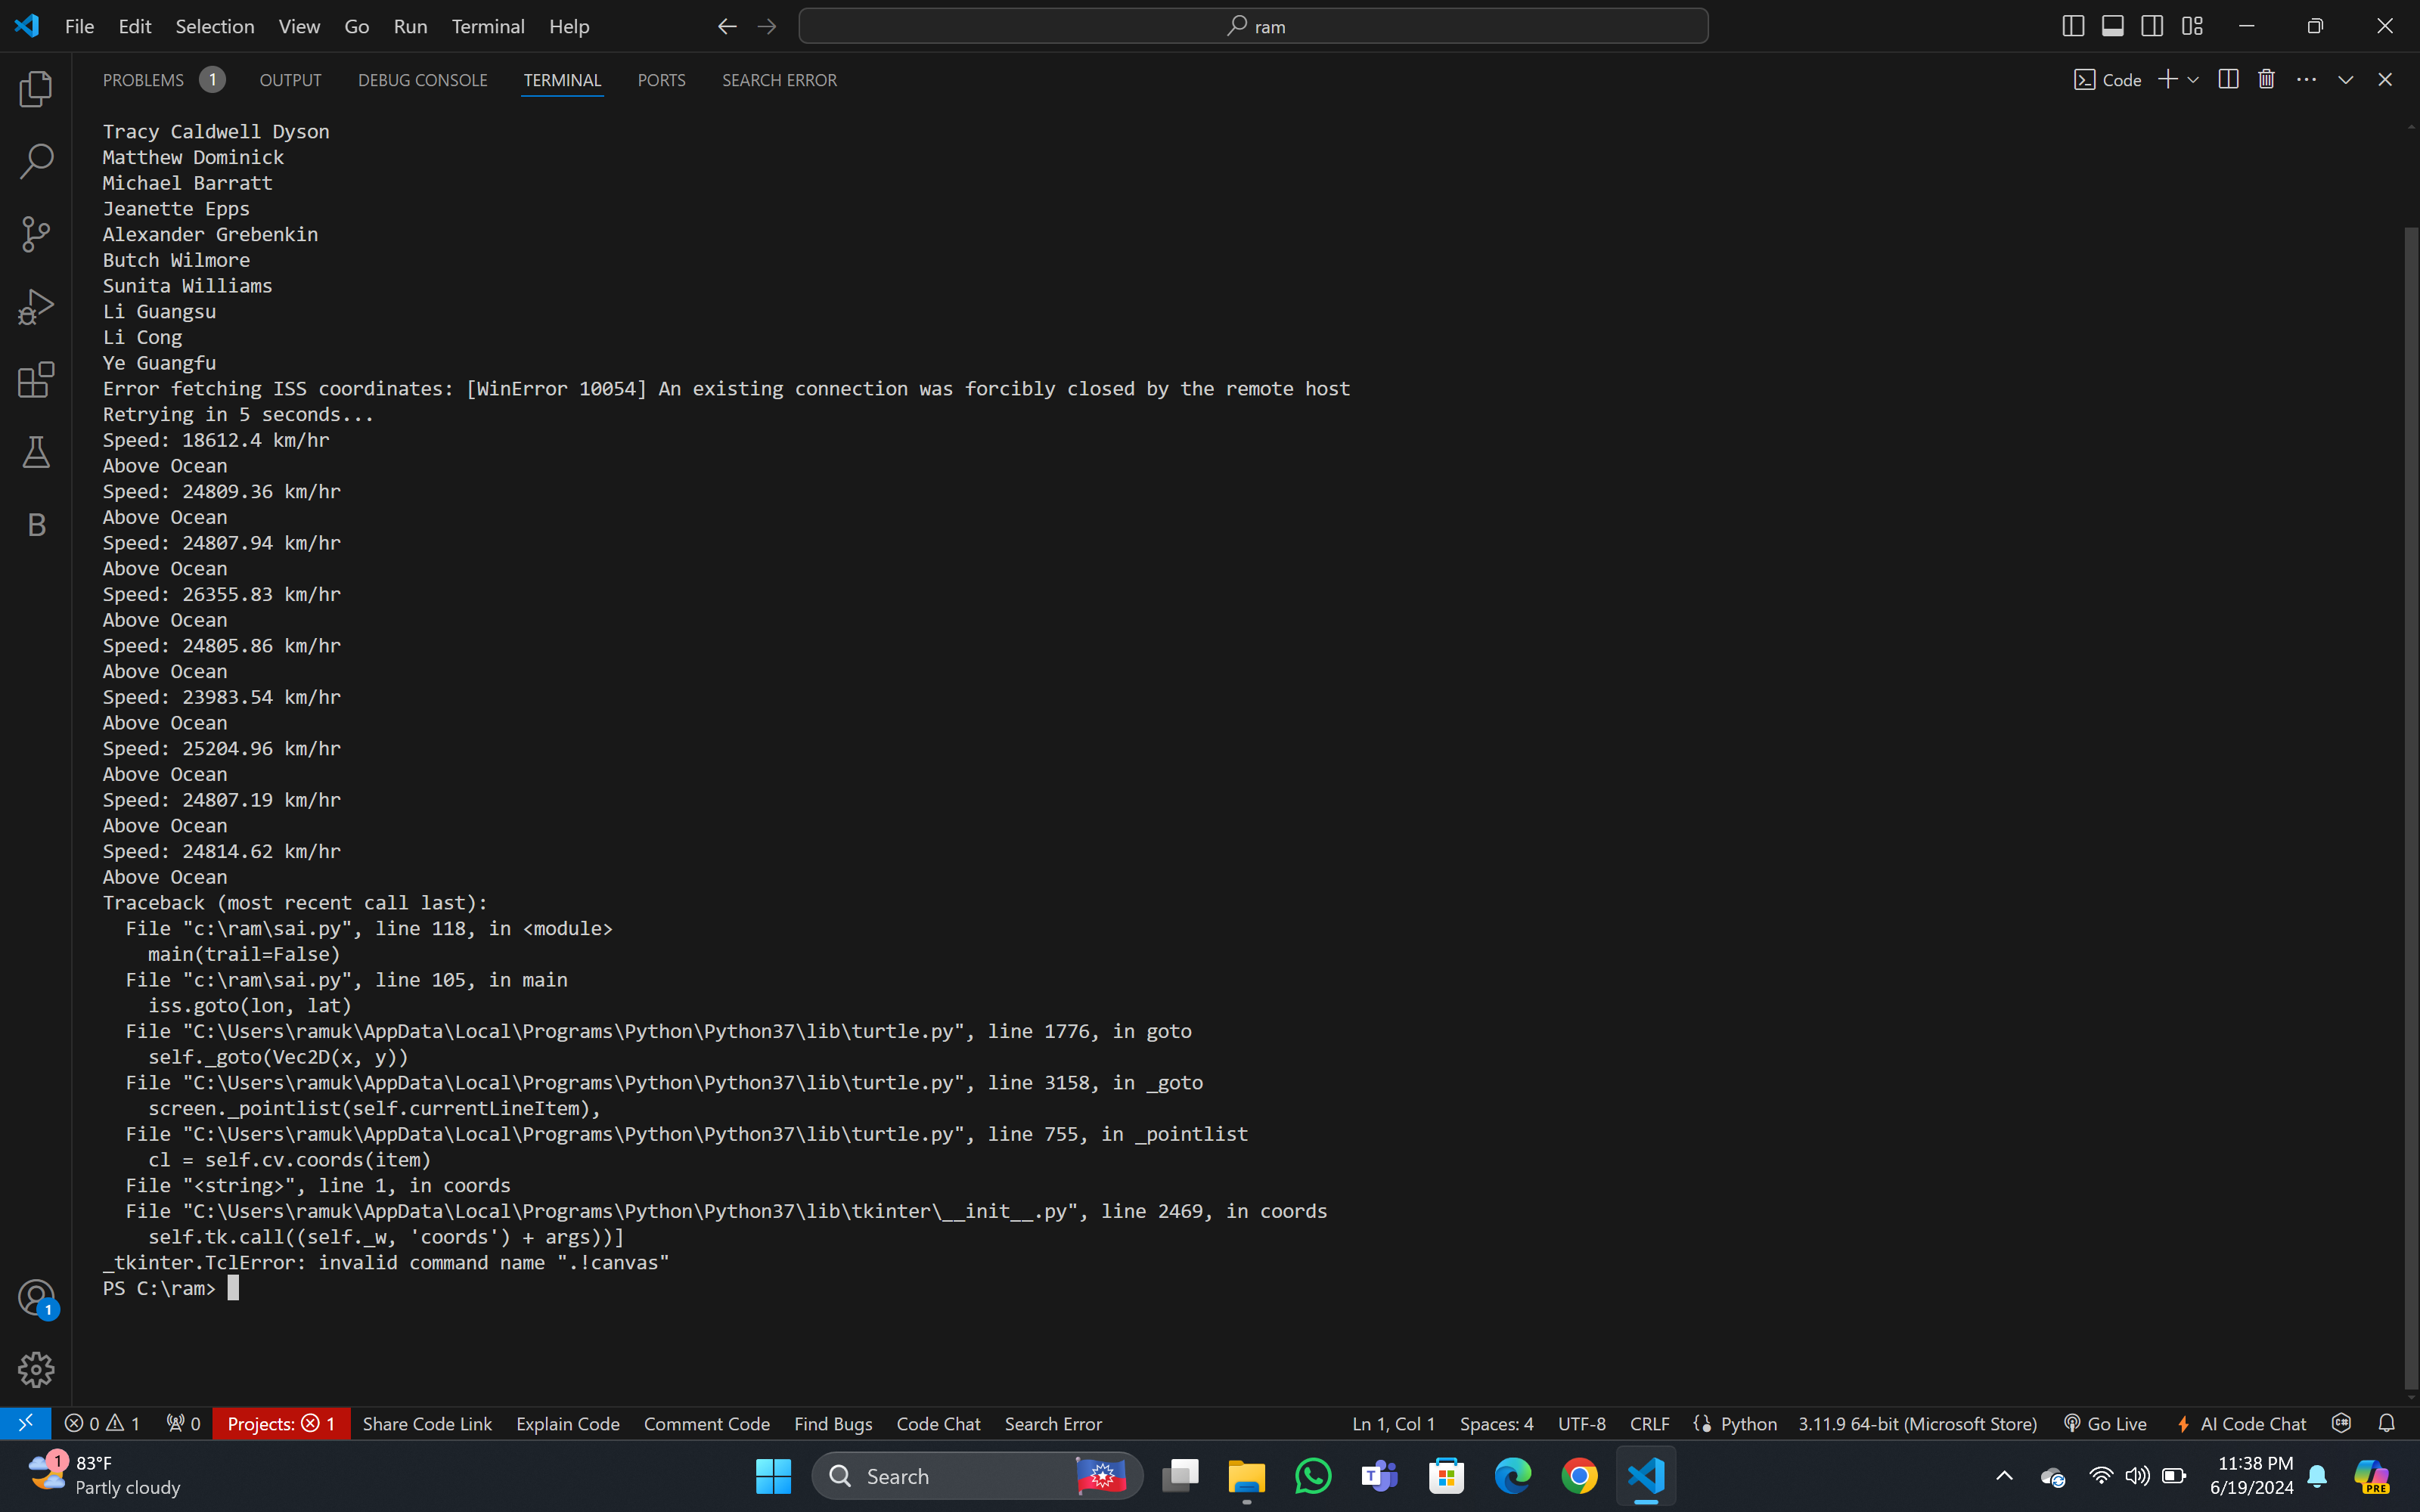 File Edit Selection View Go Run Terminal Help ram
PROBLEMS 1 OUTPUT DEBUG CONSOLE TERMINAL PORTS SEARCH ERROR Code
Tracy Caldwell Dyson
Matthew Dominick
Michael Barratt
Jeanette Epps
Alexander Grebenkin
Butch Wilmore
Sunita Williams
Li Guangsu
Li Cong
Ye Guangfu
Error fetching ISS coordinates: [WinError 10054] An existing connection was forcibly closed by the remote host
Retrying in 5 seconds...
Speed: 18612.4 km/hr
Above Ocean
Speed: 24809.36 km/hr
Above Ocean
Speed: 24807.94 km/hr
Above Ocean
Speed: 26355.83 km/hr
Above Ocean
Speed: 24805.86 km/hr
Above Ocean
Speed: 23983.54 km/hr
Above Ocean
Speed: 25204.96 km/hr
Above Ocean
Speed: 24807.19 km/hr
Above Ocean
Speed: 24814.62 km/hr
Above Ocean
Traceback (most recent call last):
  File "c:\ram\sai.py", line 118, in <module>
    main(trail=False)
  File "c:\ram\sai.py", line 105, in main
    iss.goto(lon, lat)
  File "C:\Users\ramuk\AppData\Local\Programs\Python\Python37\lib\turtle.py", line 1776, in goto
    self._goto(Vec2D(x, y))
  File "C:\Users\ramuk\AppData\Local\Programs\Python\Python37\lib\turtle.py", line 3158, in _goto
    screen._pointlist(self.currentLineItem),
  File "C:\Users\ramuk\AppData\Local\Programs\Python\Python37\lib\turtle.py", line 755, in _pointlist
    cl = self.cv.coords(item)
  File "<string>", line 1, in coords
  File "C:\Users\ramuk\AppData\Local\Programs\Python\Python37\lib\tkinter\__init__.py", line 2469, in coords
    self.tk.call((self._w, 'coords') + args))]
_tkinter.TclError: invalid command name ".!canvas"
PS C:\ram>
B
1
0 1 0 Projects: 1 Share Code Link Explain Code Comment Code Find Bugs Code Chat Search Error Ln 1, Col 1 Spaces: 4 UTF-8 CRLF Python 3.11.9 64-bit (Microsoft Store) Go Live AI Code Chat
1 83°F
Partly cloudy
Search
11:38 PM
6/19/2024
PRE